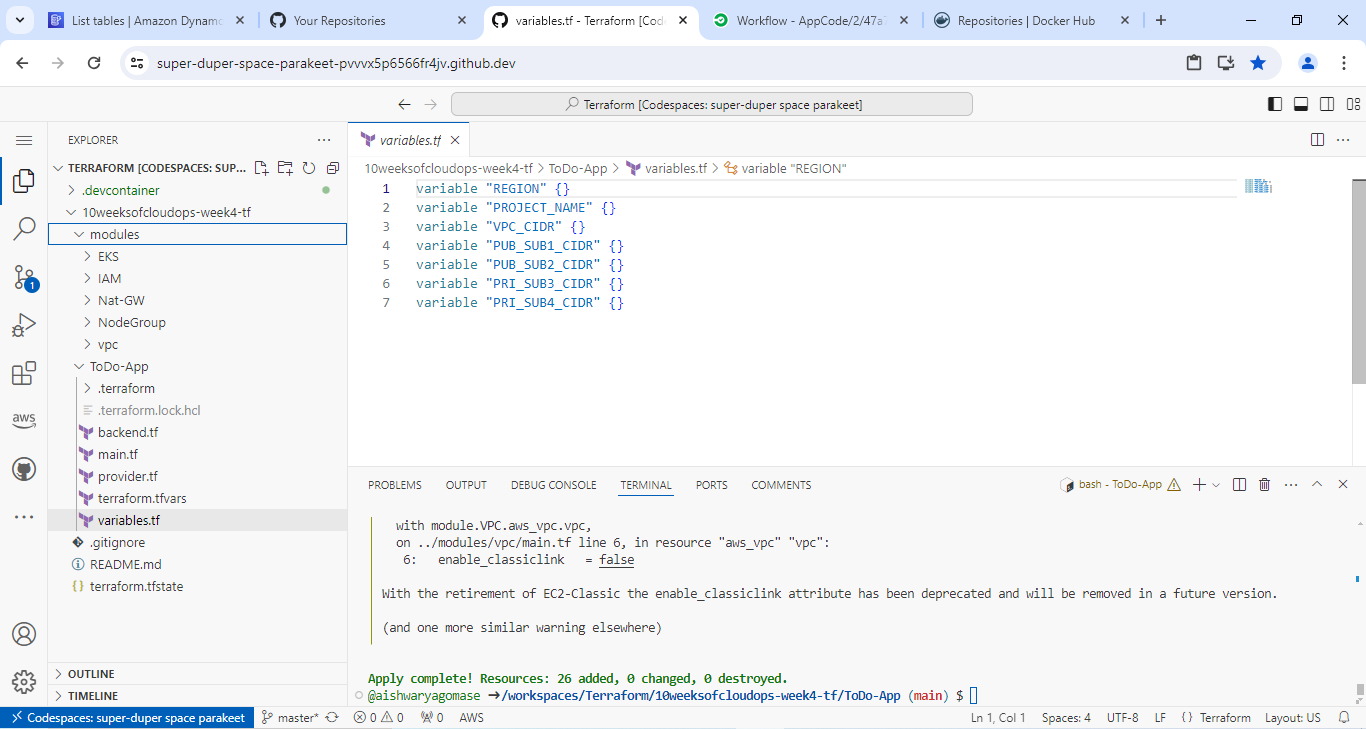 List tables | Amazon Dynam
Your Repositories
variables.tf - Terraform [Cod
Workflow - AppCode/2/47a
Repositories | Docker Hub
super-duper-space-parakeet-pvvvx5p6566fr4jv.github.dev
Terraform [Codespaces: super-duper space parakeet]
EXPLORER
TERRAFORM [CODESPACES: SUP...
.devcontainer
10weeksofcloudops-week4-tf
modules
EKS
IAM
Nat-GW
NodeGroup
vpc
ToDo-App
.terraform
.terraform.lock.hcl
backend.tf
main.tf
provider.tf
terraform.tfvars
variables.tf
.gitignore
README.md
terraform.tfstate
OUTLINE
TIMELINE
1
aws
variables.tf
10weeksofcloudops-week4-tf > ToDo-App > variables.tf > variable "REGION"
1 variable "REGION" {}
2 variable "PROJECT_NAME" {}
3 variable "VPC_CIDR" {}
4 variable "PUB_SUB1_CIDR" {}
5 variable "PUB_SUB2_CIDR" {}
6 variable "PRI_SUB3_CIDR" {}
7 variable "PRI_SUB4_CIDR" {}
PROBLEMS OUTPUT DEBUG CONSOLE TERMINAL PORTS COMMENTS
bash - ToDo-App
with module.VPC.aws_vpc.vpc,
on ../modules/vpc/main.tf line 6, in resource "aws_vpc" "vpc":
6: enable_classiclink = false
With the retirement of EC2-Classic the enable_classiclink attribute has been deprecated and will be removed in a future version.
(and one more similar warning elsewhere)
Apply complete! Resources: 26 added, 0 changed, 0 destroyed.
@aishwaryagomase ➜/workspaces/Terraform/10weeksofcloudops-week4-tf/ToDo-App (main) $
Codespaces: super-duper space parakeet master* 0 0 0 AWS Ln 1, Col 1 Spaces: 4 UTF-8 LF {} Terraform Layout: US